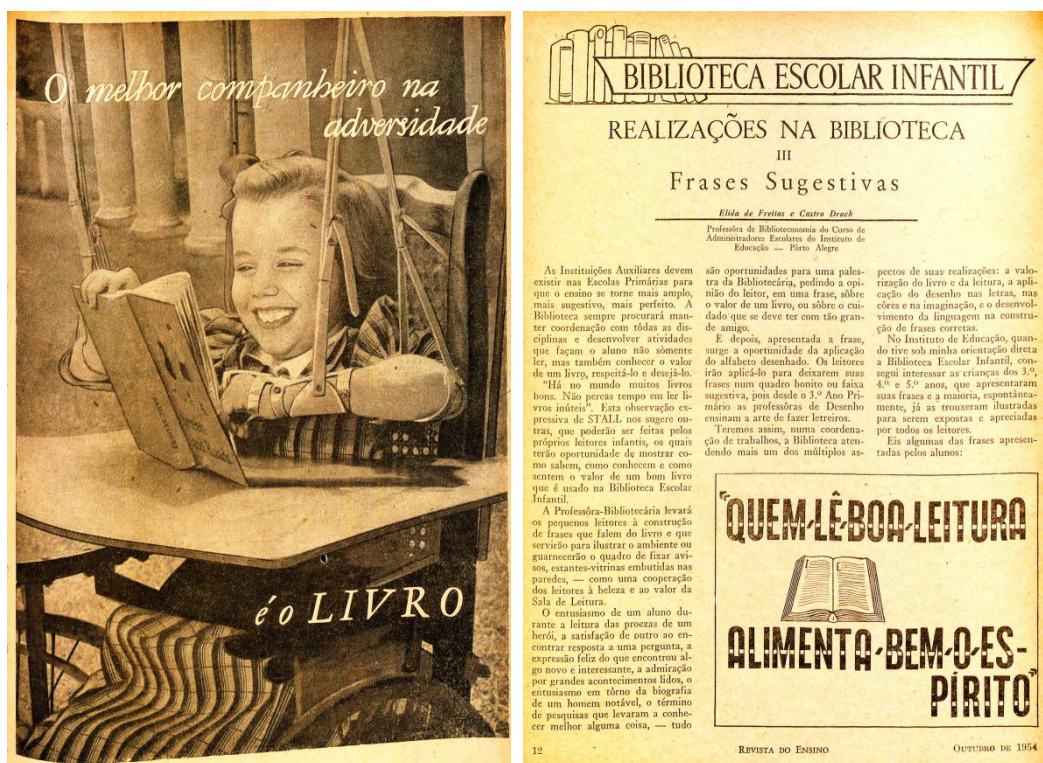 O melhor companheiro na
adversidade
é o LIVRO
BIBLIOTECA ESCOLAR INFANTIL
REALIZAÇÕES NA BIBLIOTECA
III
Frases Sugestivas
Elida de Freitas e Castro Druck
Professôra de Biblioteconomia do Curso de
Administradores Escolares do Instituto de
Educação — Pôrto Alegre
As Instituições Auxiliares devem
existir nas Escolas Primárias para
que o ensino se torne mais amplo,
mais sugestivo, mais perfeito. A
Biblioteca sempre procurará man-
ter coordenação com tôdas as dis-
ciplinas e desenvolver atividades
que façam o aluno não sòmente
ler, mas também conhecer o valor
de um livro, respeitá-lo e desejá-lo.
"Há no mundo muitos livros
bons. Não percas tempo em ler li-
vros inúteis". Esta observação ex-
pressiva de STALL nos sugere ou-
tras, que poderão ser feitas pelos
próprios leitores infantis, os quais
terão oportunidade de mostrar co-
mo sabem, como conhecem e como
sentem o valor de um bom livro
que é usado na Biblioteca Escolar
Infantil.
A Professôra-Bibliotecária levará
os pequenos leitores à construção
de frases que falem do livro e que
servirão para ilustrar o ambiente ou
guarnecerão o quadro de fixar avi-
sos, estantes-vitrinas embutidas nas
paredes, — como uma cooperação
dos leitores à beleza e ao valor da
Sala de Leitura.
O entusiasmo de um aluno du-
rante a leitura das proezas de um
herói, a satisfação de outro ao en-
contrar resposta a uma pergunta, a
expressão feliz do que encontrou al-
go novo e interessante, a admiração
por grandes acontecimentos lidos, o
entusiasmo em tôrno da biografia
de um homem notável, o término
de pesquisas que levaram a conhe-
cer melhor alguma coisa, — tudo
são oportunidades para uma pales-
tra da Bibliotecária, pedindo a opi-
nião do leitor, em uma frase, sôbre
o valor de um livro, ou sôbre o cui-
dado que se deve ter com tão gran-
de amigo.
E depois, apresentada a frase,
surge a oportunidade da aplicação
do alfabeto desenhado. Os leitores
irão aplicá-lo para deixarem suas
frases num quadro bonito ou faixa
sugestiva, pois desde o 3.º Ano Pri-
mário as professôras de Desenho
ensinam a arte de fazer letreiros.
Teremos assim, numa coordena-
ção de trabalhos, a Biblioteca aten-
dendo mais um dos múltiplos as-
pectos de suas realizações: a valo-
rização do livro e da leitura, a apli-
cação do desenho nas letras, nas
côres e na imaginação, e o desenvol-
vimento da linguagem na constru-
ção de frases corretas.
No Instituto de Educação, quan-
do tive sob minha orientação direta
a Biblioteca Escolar Infantil, con-
segui interessar as crianças dos 3.º,
4.º e 5.º anos, que apresentaram
suas frases e a maioria, espontânea-
mente, já as trouxeram ilustradas
para serem expostas e apreciadas
por todos os leitores.
Eis algumas das frases apresen-
tadas pelos alunos:
"QUEM-LÊ-BOA-LEITURA
ALIMENTA-BEM-O-ES-
PÍRITO"
12
REVISTA DO ENSINO
OUTUBRO DE 1954